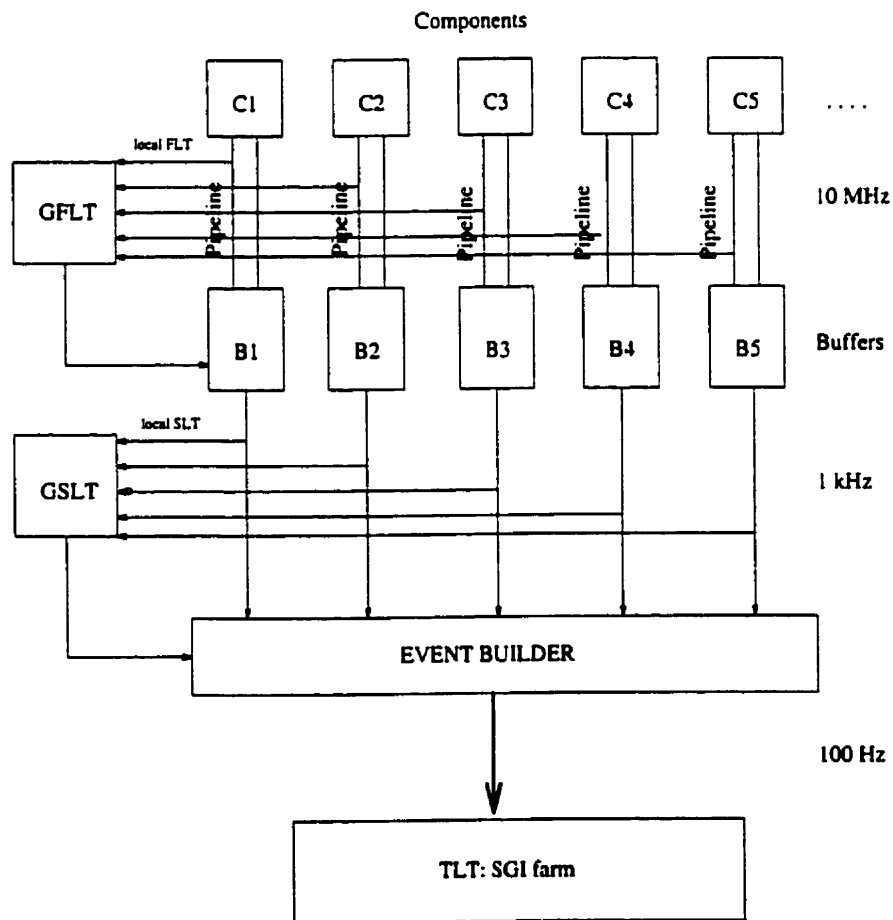 Components
C1 C2 C3 C4 C5 ....
local FLT
GFLT
Pipeline Pipeline Pipeline Pipeline Pipeline
10 MHz
B1 B2 B3 B4 B5 Buffers
local SLT
GSLT
1 kHz
EVENT BUILDER
100 Hz
TLT: SGI farm